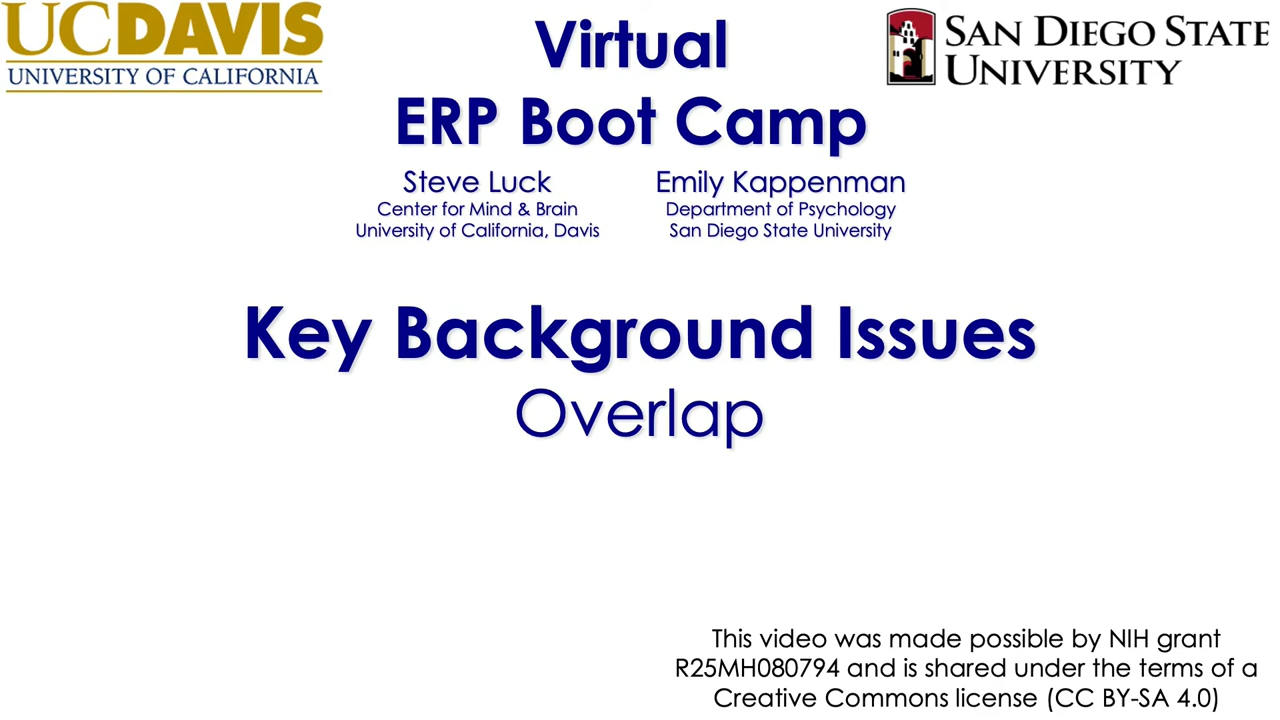 UCDAVIS
UNIVERSITY OF CALIFORNIA
SAN DIEGO STATE
UNIVERSITY
Virtual
ERP Boot Camp
Steve Luck
Center for Mind & Brain
University of California, Davis
Emily Kappenman
Department of Psychology
San Diego State University
Key Background Issues
Overlap
This video was made possible by NIH grant
R25MH080794 and is shared under the terms of a
Creative Commons license (CC BY-SA 4.0)